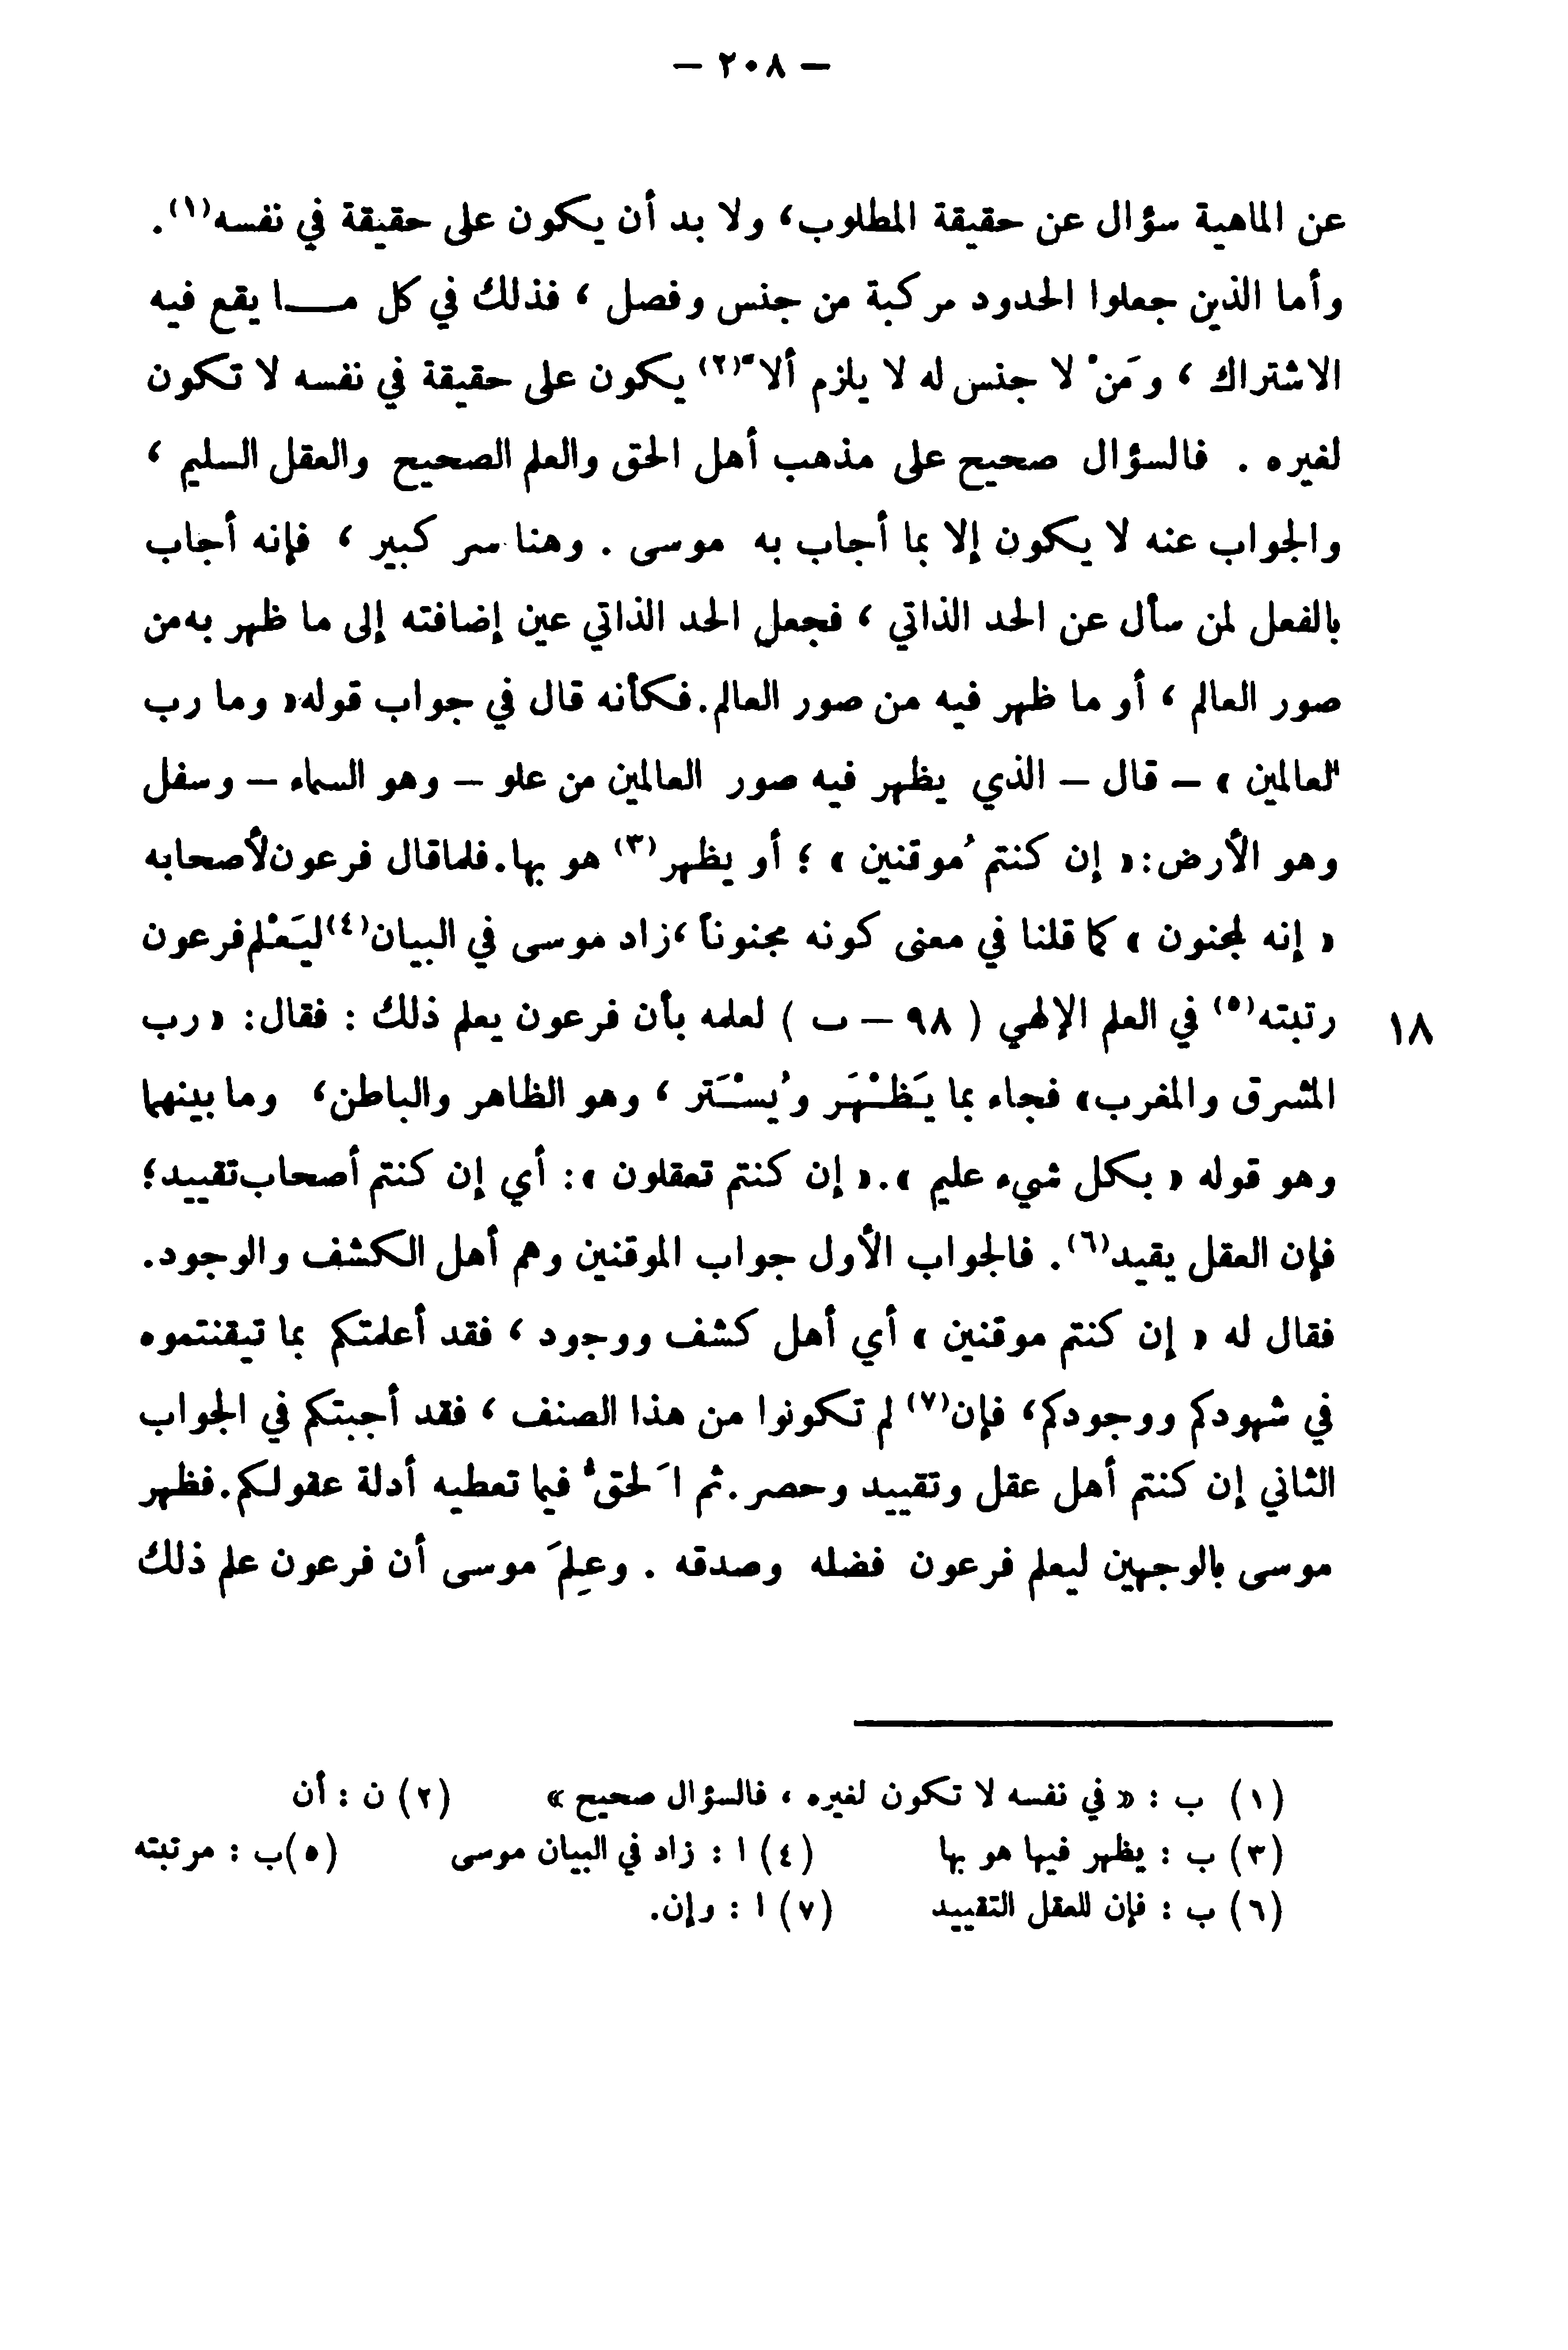 — ٢٠٨ —
عن الماهية سؤال عن حقيقة المطلوب، ولا بد أن يكون على حقيقة في نفسه(١).
وأما الذين جعلوا الحدود مركبة من جنس وفصل ، فذلك في كل مـــا يقع فيه
الاشتراك ، ومَنْ لا جنس له لا يلزم ألا(٢) يكون على حقيقة في نفسه لا تكون
لغيره . فالسؤال صحيح على مذهب أهل الحق والعلم الصحيح والعقل السليم ،
والجواب عنه لا يكون إلا بما أجاب به موسى . وهنا سر كبير ، فإنه أجاب
بالفعل لمن سأل عن الحد الذاتي ، فجعل الحد الذاتي عين إضافته إلى ما ظهر به من
صور العالم ، أو ما ظهر فيه من صور العالم. فكأنه قال في جواب قوله « وما رب
العالمين » – قال – الذي يظهر فيه صور العالمين من علو – وهو السماء – وسفل
وهو الأرض: « إن كنتم مُوقنين » ؛ أو يظهر(٣) هو بها. فلما قال فرعون لأصحابه
« إنه لمجنون » كما قلنا في معنى كونه مجنوناً ، زاد موسى في البيان(٤) ليَعْلم فرعون
رتبته(٥) في العلم الإلهي ( ٩٨ – ب ) لعلمه بأن فرعون يعلم ذلك : فقال: « رب
١٨
المشرق والمغرب» فجاء بما يَظْهَر ويُسْتَر ، وهو الظاهر والباطن، وما بينهما
وهو قوله « بكل شيء عليم ». « إن كنتم تعقلون »: أي إن كنتم أصحاب تقييد؛
فإن العقل يقيد(٦). فالجواب الأول جواب الموقنين وهم أهل الكشف والوجود.
فقال له « إن كنتم موقنين » أي أهل كشف ووجود ، فقد أعلمتكم بما تيقنتموه
في شهودكم ووجودكم، فإن(٧) لم تكونوا من هذا الصنف ، فقد أجبتكم في الجواب
الثاني إن كنتم أهل عقل وتقييد وحصر. ثم الَحقُّ فيما تعطيه أدلة عقولكم. فظهر
موسى بالوجهين ليعلم فرعون فضله وصدقه . وعلِمَ موسى أن فرعون علم ذلك
(١) ب : « في نفسه لا تكون لغيره ، فالسؤال صحيح » (٢) ن : أن
(٣) ب : يظهر فيها هو بها (٤) ا : زاد في البيان موسى (٥)ب : مرتبته
(٦) ب : فإن للعقل التقييد (٧) ا : وإن.